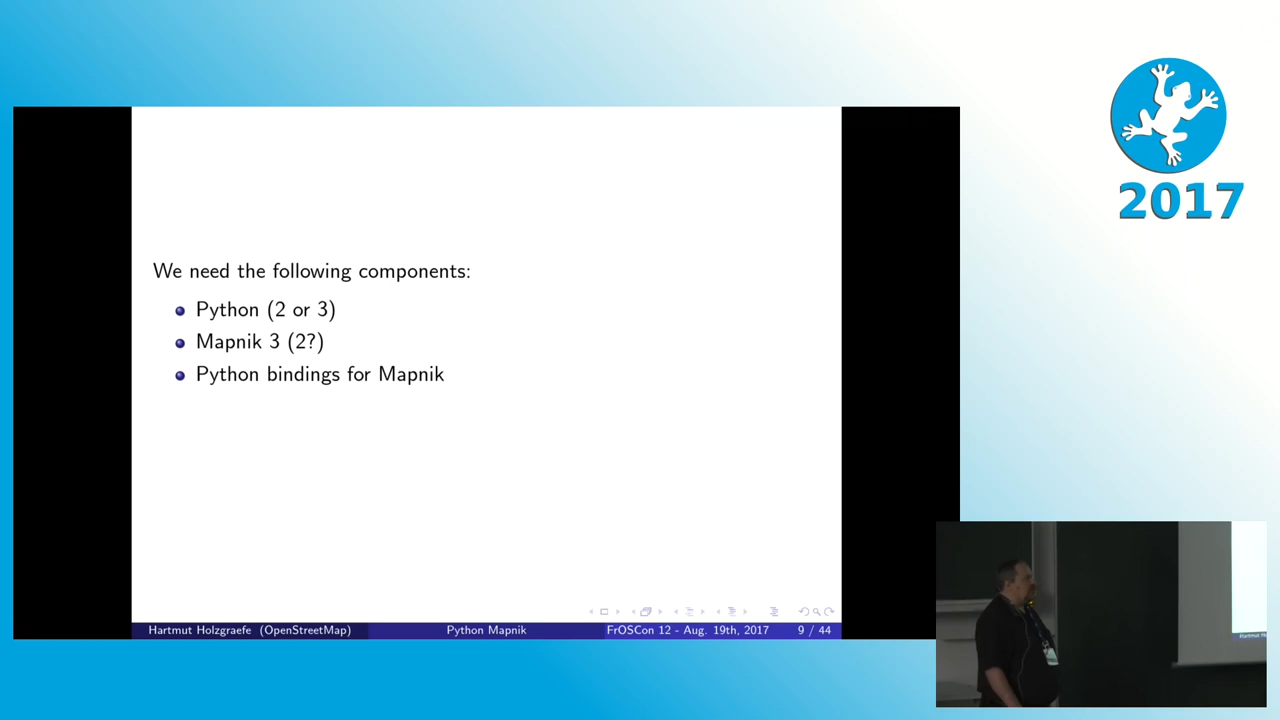 2017
We need the following components:
Python (2 or 3)
Mapnik 3 (2?)
Python bindings for Mapnik
Hartmut Holzgraefe (OpenStreetMap) Python Mapnik FrOSCon 12 - Aug. 19th, 2017 9 / 44